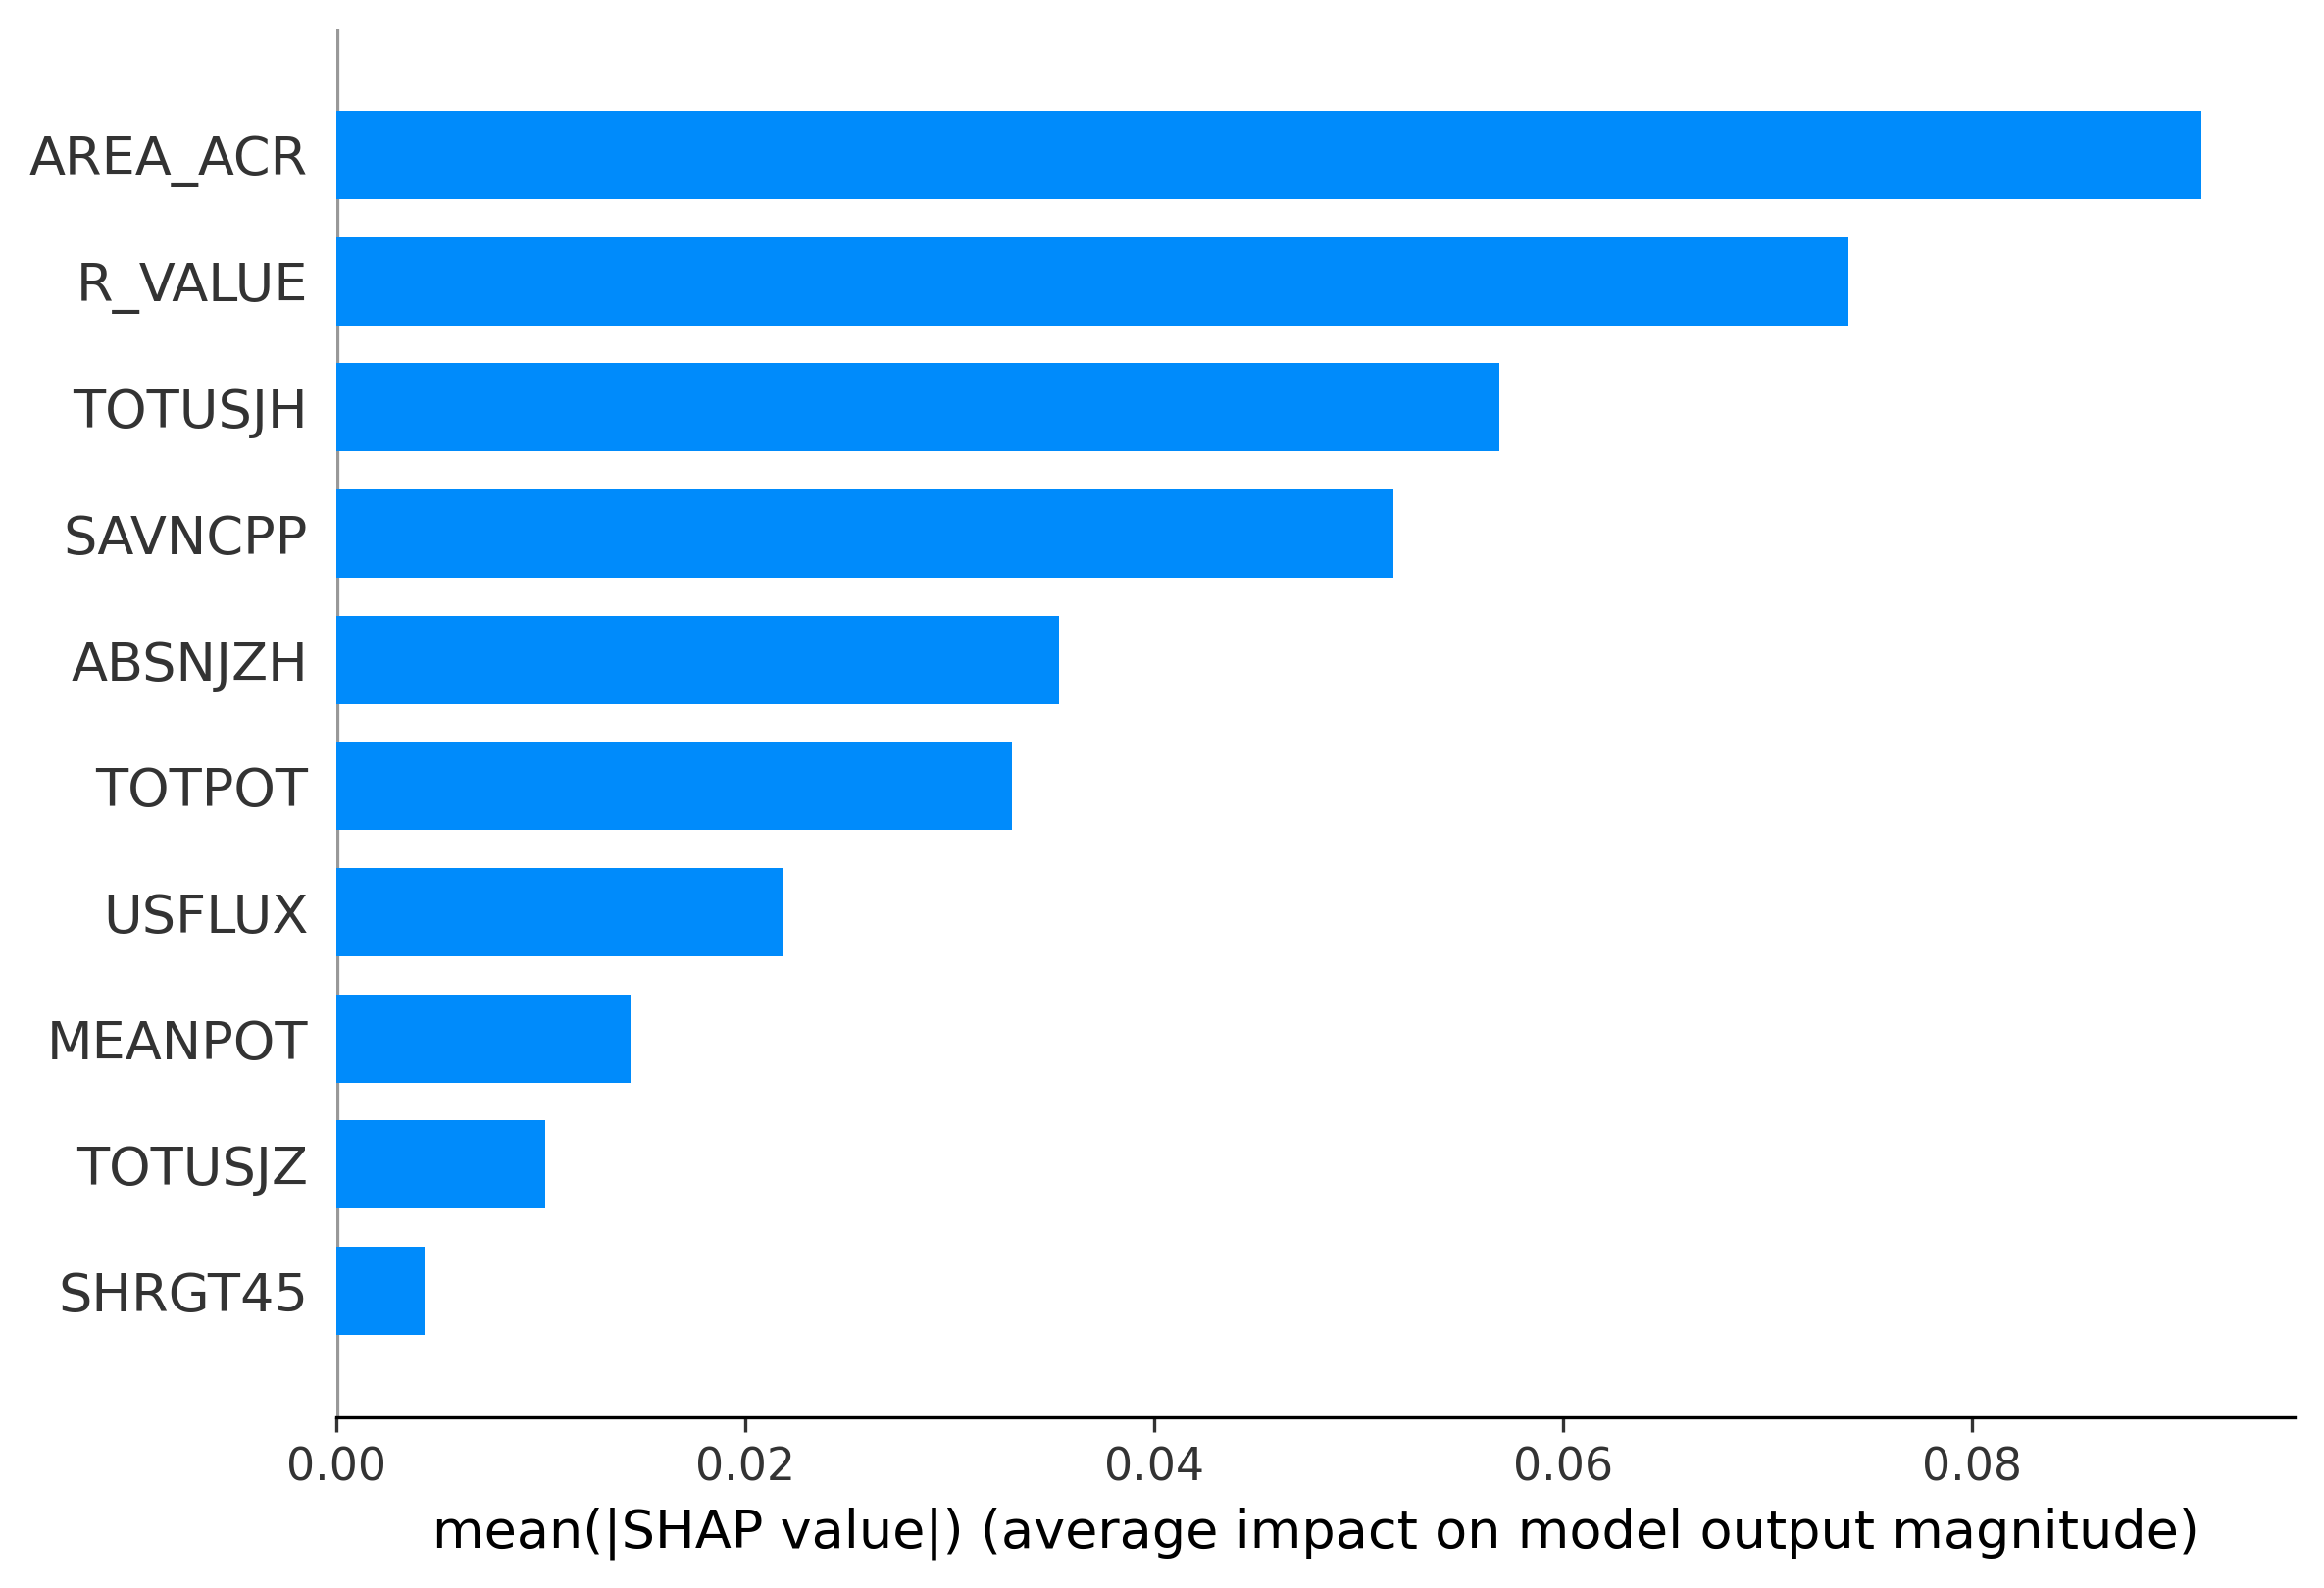 AREA_ACR
R_VALUE
TOTUSJH
SAVNCPP
ABSNJZH
TOTPOT
USFLUX
MEANPOT
TOTUSJZ
SHRGT45
0.00 0.02 0.04 0.06 0.08
mean(|SHAP value|) (average impact on model output magnitude)